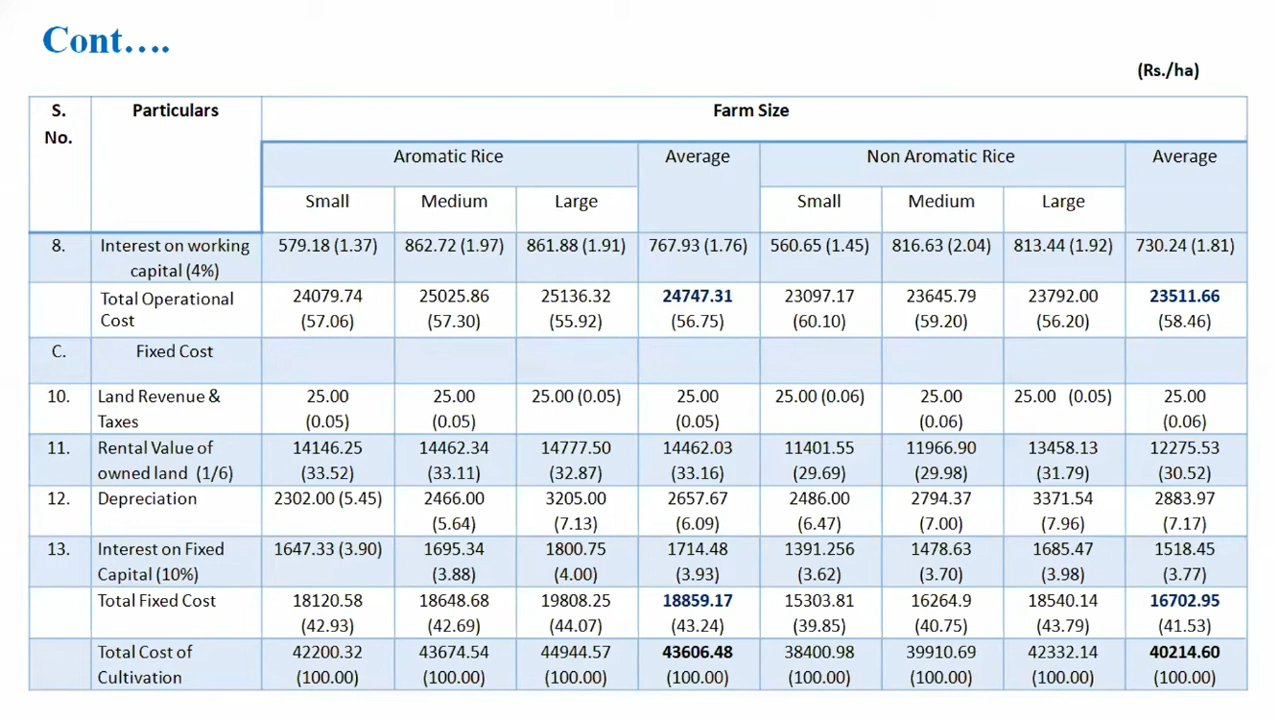 Cont….
(Rs./ha)
S. No. Particulars Farm Size
Aromatic Rice Average Non Aromatic Rice Average
Small Medium Large Small Medium Large
8. Interest on working capital (4%) 579.18 (1.37) 862.72 (1.97) 861.88 (1.91) 767.93 (1.76) 560.65 (1.45) 816.63 (2.04) 813.44 (1.92) 730.24 (1.81)
Total Operational Cost 24079.74 (57.06) 25025.86 (57.30) 25136.32 (55.92) 24747.31 (56.75) 23097.17 (60.10) 23645.79 (59.20) 23792.00 (56.20) 23511.66 (58.46)
C. Fixed Cost
10. Land Revenue & Taxes 25.00 (0.05) 25.00 (0.05) 25.00 (0.05) 25.00 (0.05) 25.00 (0.06) 25.00 (0.06) 25.00 (0.05) 25.00 (0.06)
11. Rental Value of owned land (1/6) 14146.25 (33.52) 14462.34 (33.11) 14777.50 (32.87) 14462.03 (33.16) 11401.55 (29.69) 11966.90 (29.98) 13458.13 (31.79) 12275.53 (30.52)
12. Depreciation 2302.00 (5.45) 2466.00 (5.64) 3205.00 (7.13) 2657.67 (6.09) 2486.00 (6.47) 2794.37 (7.00) 3371.54 (7.96) 2883.97 (7.17)
13. Interest on Fixed Capital (10%) 1647.33 (3.90) 1695.34 (3.88) 1800.75 (4.00) 1714.48 (3.93) 1391.256 (3.62) 1478.63 (3.70) 1685.47 (3.98) 1518.45 (3.77)
Total Fixed Cost 18120.58 (42.93) 18648.68 (42.69) 19808.25 (44.07) 18859.17 (43.24) 15303.81 (39.85) 16264.9 (40.75) 18540.14 (43.79) 16702.95 (41.53)
Total Cost of Cultivation 42200.32 (100.00) 43674.54 (100.00) 44944.57 (100.00) 43606.48 (100.00) 38400.98 (100.00) 39910.69 (100.00) 42332.14 (100.00) 40214.60 (100.00)